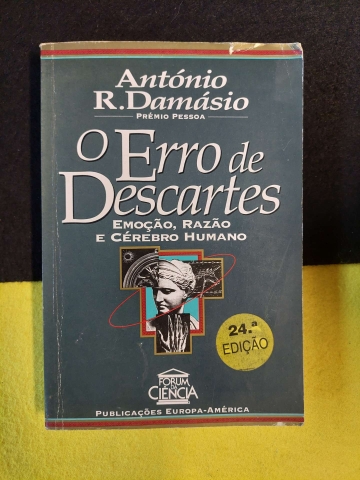 António
R. Damásio
PRÉMIO PESSOA
O Erro de
Descartes
EMOÇÃO, RAZÃO
E CÉREBRO HUMANO
24.ª
EDIÇÃO
FORUM
DA
CIÊNCIA
PUBLICAÇÕES EUROPA-AMÉRICA